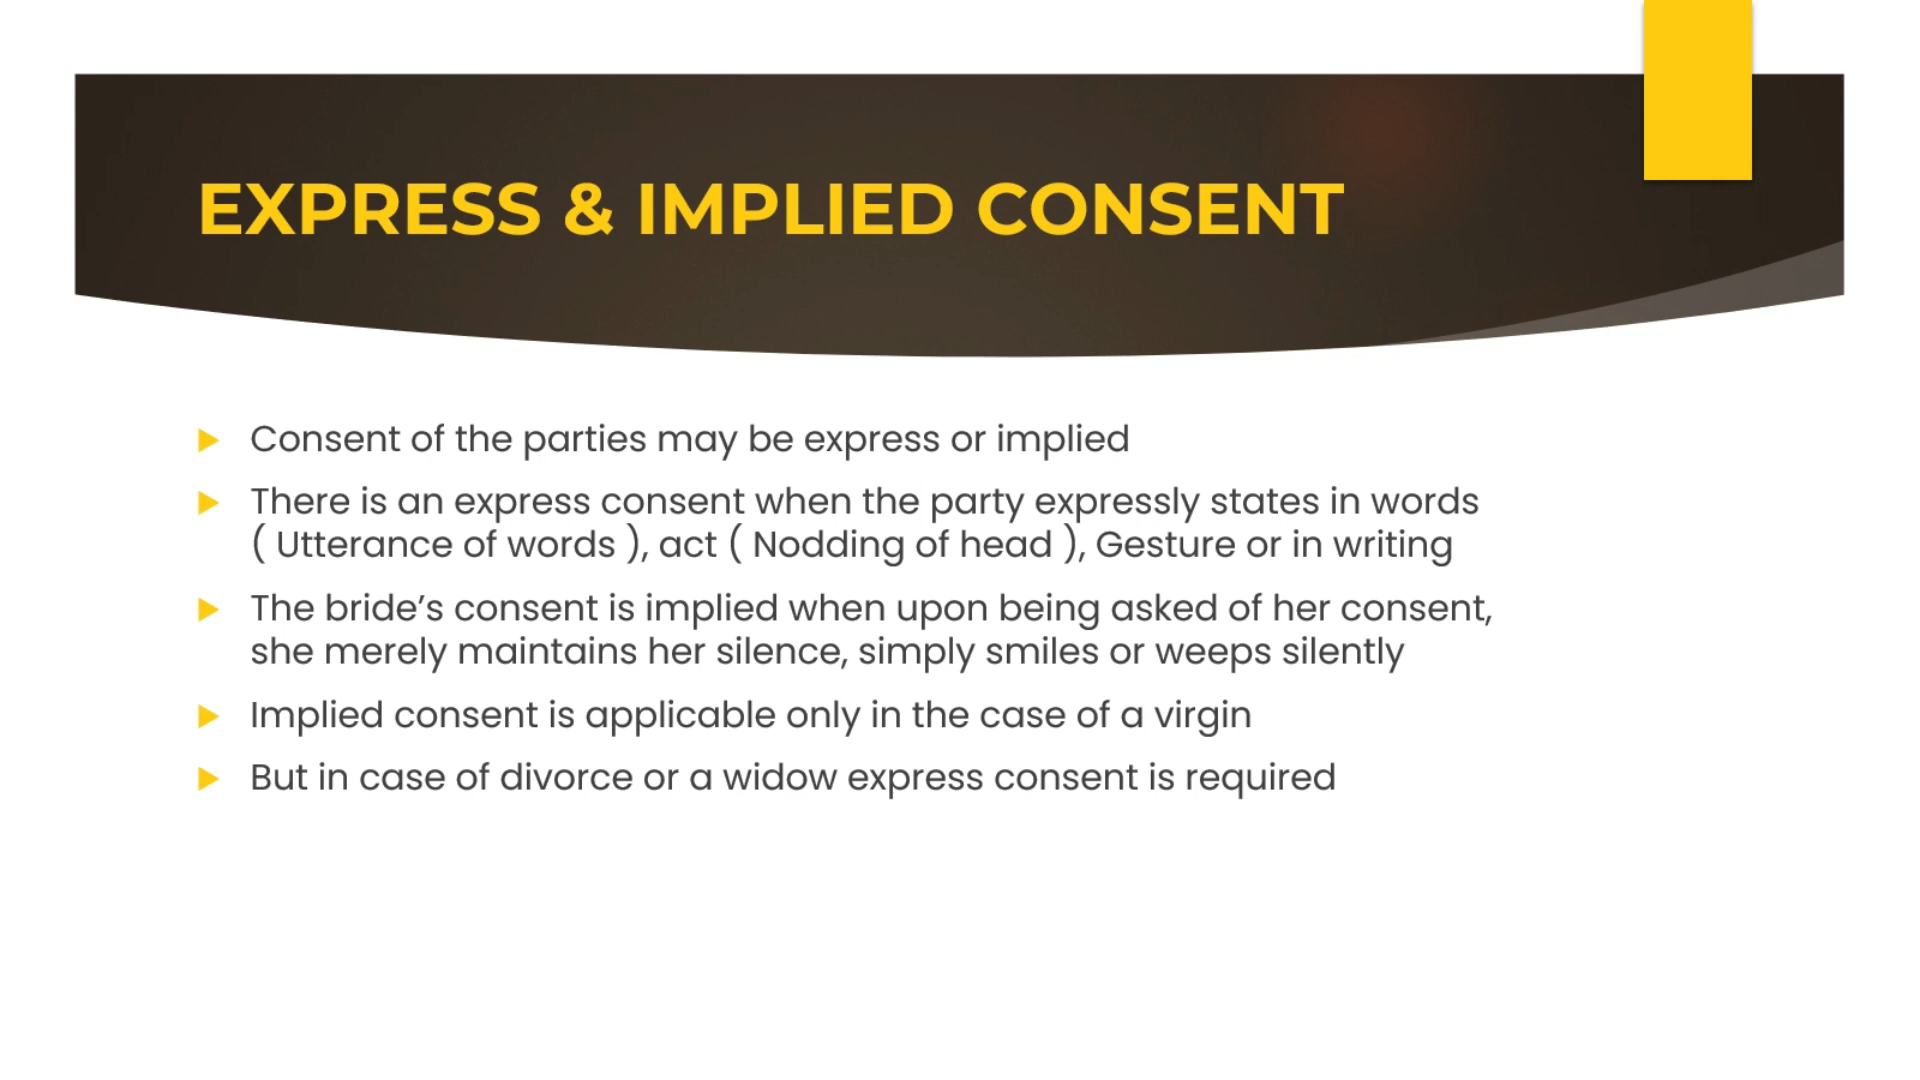 EXPRESS & IMPLIED CONSENT
Consent of the parties may be express or implied
There is an express consent when the party expressly states in words
( Utterance of words ), act ( Nodding of head ), Gesture or in writing
The bride’s consent is implied when upon being asked of her consent,
she merely maintains her silence, simply smiles or weeps silently
Implied consent is applicable only in the case of a virgin
But in case of divorce or a widow express consent is required